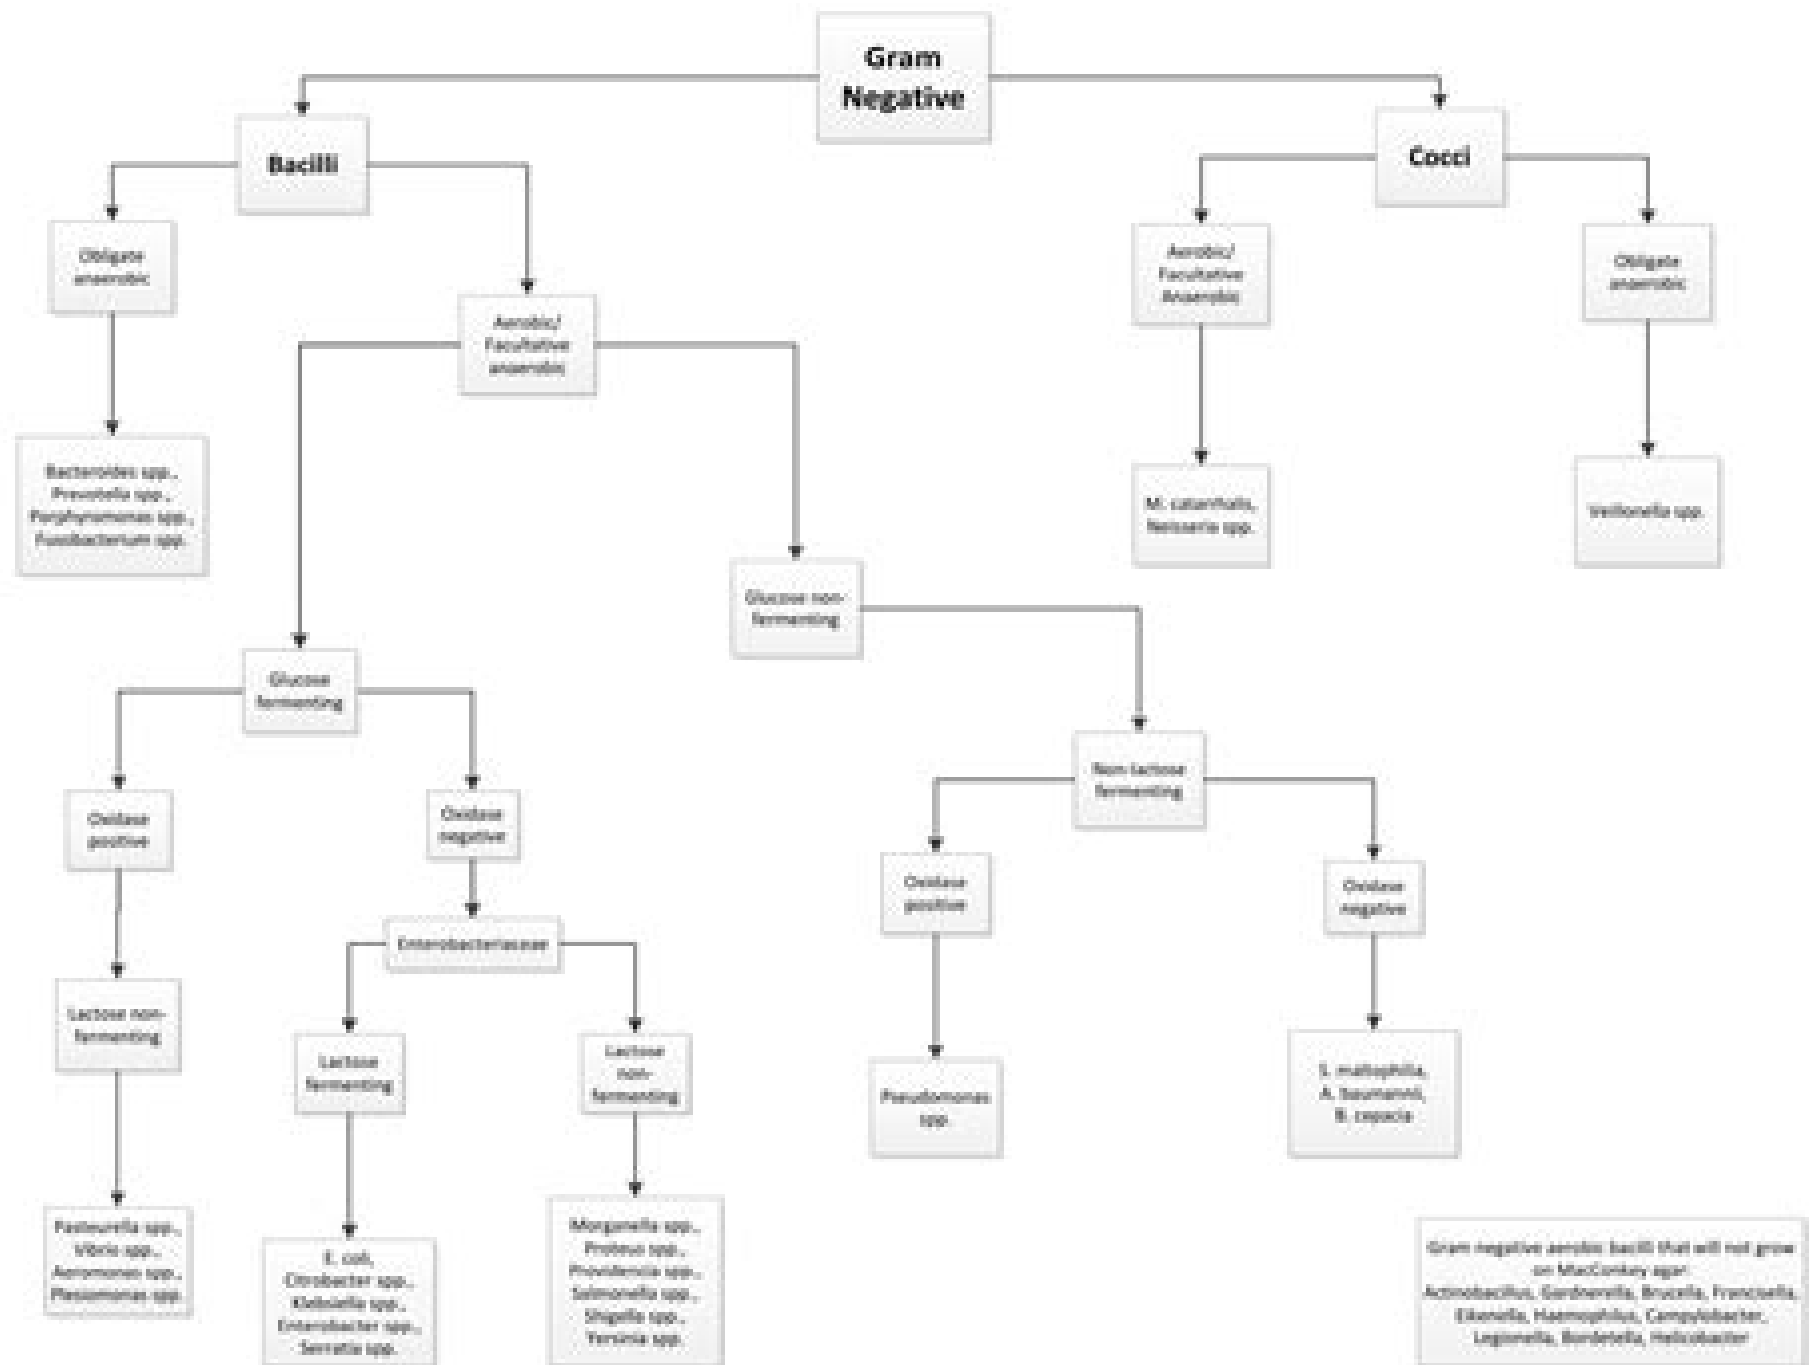 Gram
Negative
Bacilli
Cocci
Obligate
anaerobic
Aerobic/
Facultative
anaerobic
Aerobic/
Facultative
Anaerobic
Obligate
anaerobic
Bacteroides spp.,
Prevotella spp.,
Porphyromonas spp.,
Fusobacterium spp.
M. catarrhalis,
Neisseria spp.
Veillonella spp.
Glucose non-
fermenting
Glucose
fermenting
Non-lactose
fermenting
Oxidase
positive
Oxidase
negative
Oxidase
positive
Oxidase
negative
Enterobacteriaceae
Lactose non-
fermenting
Lactose
fermenting
Lactose
non-
fermenting
Pseudomonas
spp.
S. maltophilia,
A. baumannii,
B. cepacia
Pasteurella spp.,
Vibrio spp.,
Aeromonas spp.,
Plesiomonas spp.
E. coli,
Citrobacter spp.,
Klebsiella spp.,
Enterobacter spp.,
Serratia spp.
Morganella spp.,
Proteus spp.,
Providencia spp.,
Salmonella spp.,
Shigella spp.,
Yersinia spp.
Gram negative aerobic bacilli that will not grow
on MacConkey agar:
Actinobacillus, Gardnerella, Brucella, Francisella,
Eikenella, Haemophilus, Campylobacter,
Legionella, Bordetella, Helicobacter